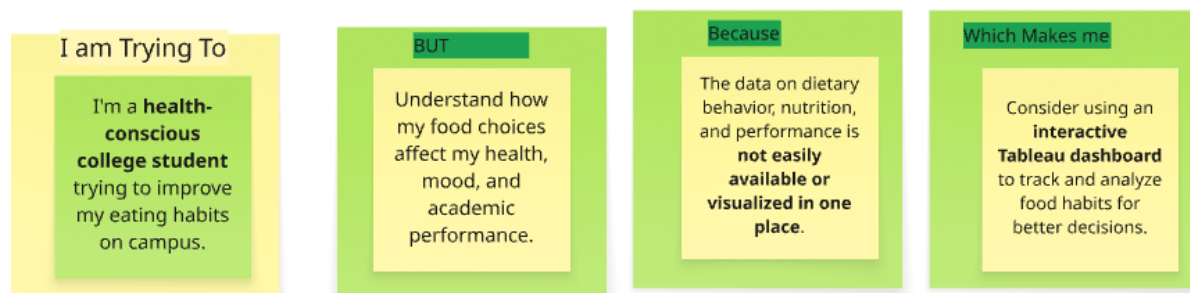 I am Trying To
I'm a health-
conscious
college student
trying to improve
my eating habits
on campus.
BUT
Understand how
my food choices
affect my health,
mood, and
academic
performance.
Because
The data on dietary
behavior, nutrition,
and performance is
not easily
available or
visualized in one
place.
Which Makes me
Consider using an
interactive
Tableau dashboard
to track and analyze
food habits for
better decisions.